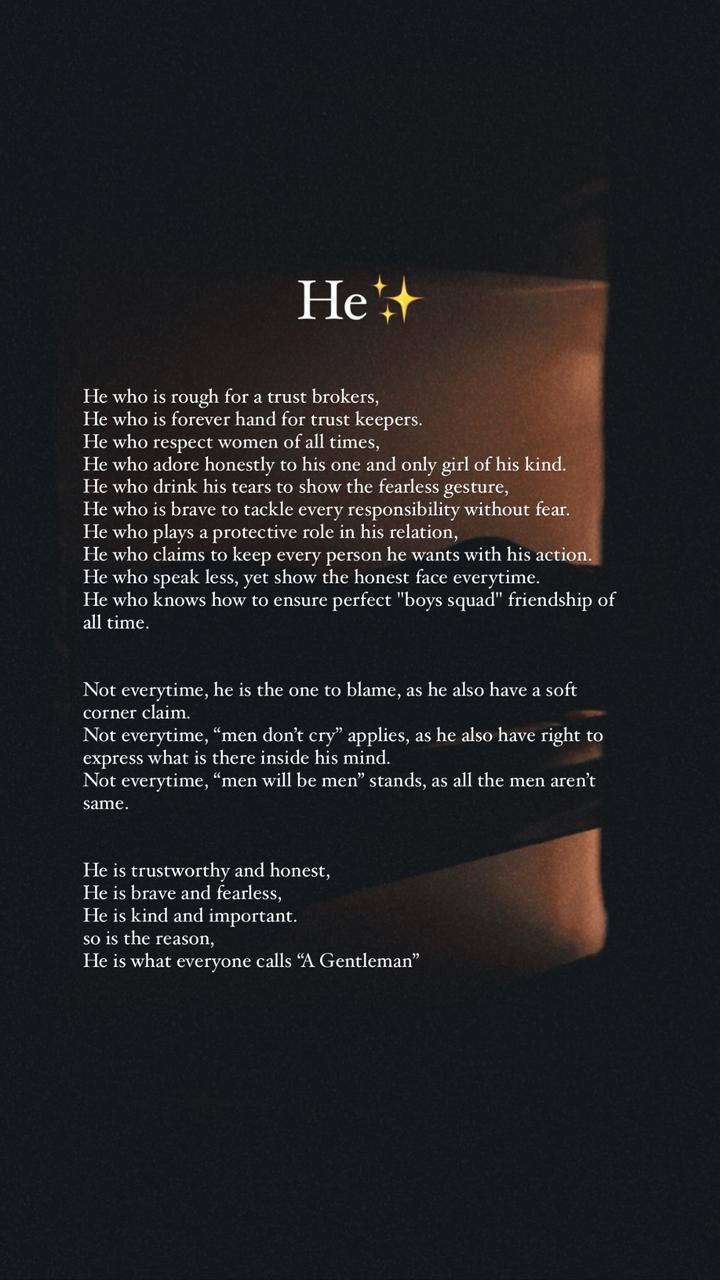 He✨
He who is rough for a trust brokers,
He who is forever hand for trust keepers.
He who respect women of all times,
He who adore honestly to his one and only girl of his kind.
He who drink his tears to show the fearless gesture,
He who is brave to tackle every responsibility without fear.
He who plays a protective role in his relation,
He who claims to keep every person he wants with his action.
He who speak less, yet show the honest face everytime.
He who knows how to ensure perfect "boys squad" friendship of
all time.
Not everytime, he is the one to blame, as he also have a soft
corner claim.
Not everytime, “men don’t cry” applies, as he also have right to
express what is there inside his mind.
Not everytime, “men will be men” stands, as all the men aren’t
same.
He is trustworthy and honest,
He is brave and fearless,
He is kind and important.
so is the reason,
He is what everyone calls “A Gentleman”